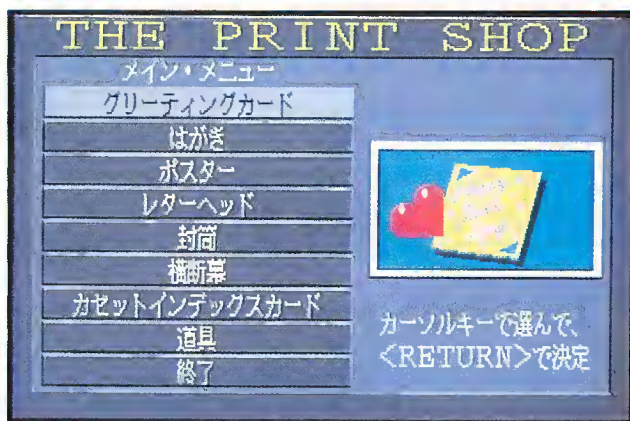 THE PRINT SHOP
メイン・メニュー
グリーティングカード
はがき
ポスター
レターヘッド
封筒
横断幕
カセットインデックスカード
道具
終了
カーソルキーで選んで、
<RETURN>で決定